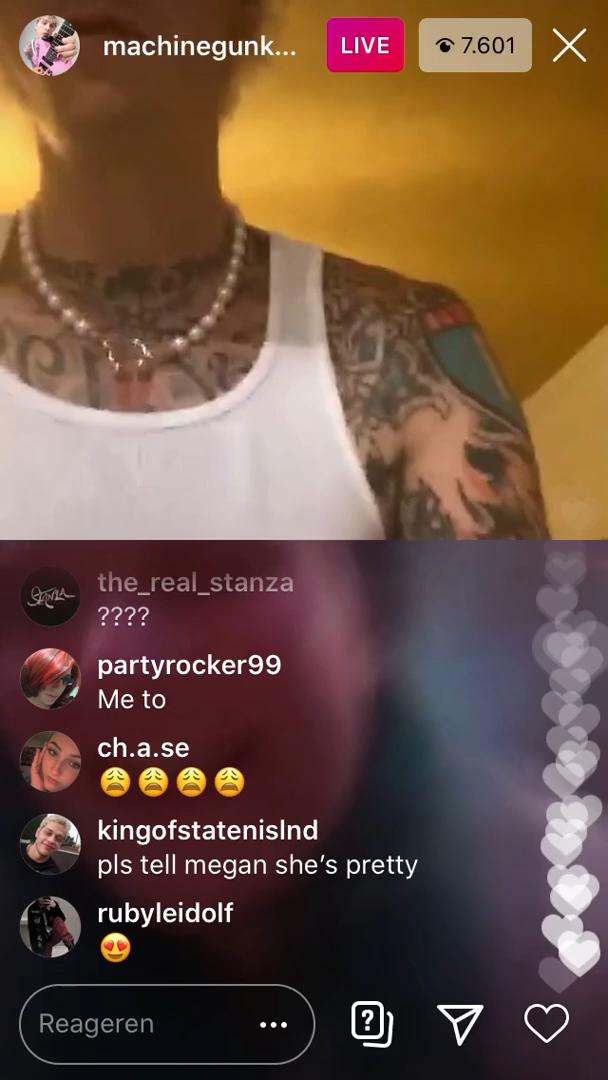 machinegunk...
LIVE
7.601
the_real_stanza
????
partyrocker99
Me to
ch.a.se
😩 😩 😩 😩
kingofstatenislnd
pls tell megan she’s pretty
rubyleidolf
😍
Reageren